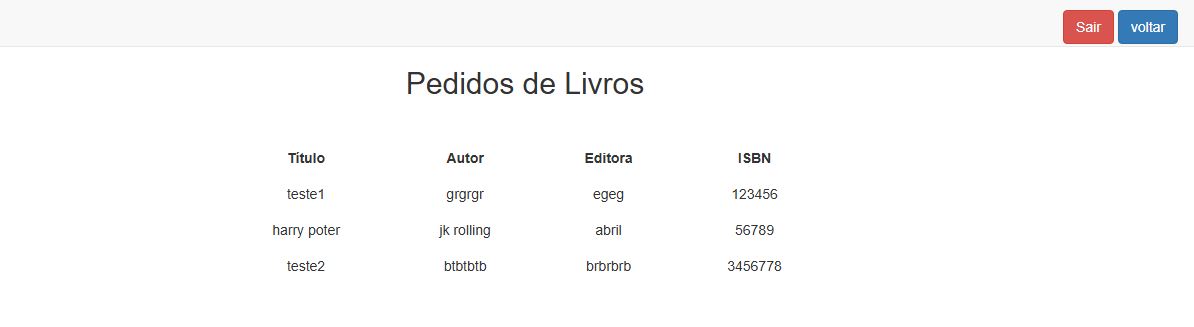 Sair voltar
Pedidos de Livros
Título Autor Editora ISBN
teste1 grgrgr egeg 123456
harry poter jk rolling abril 56789
teste2 btbtbtb brbrbrb 3456778